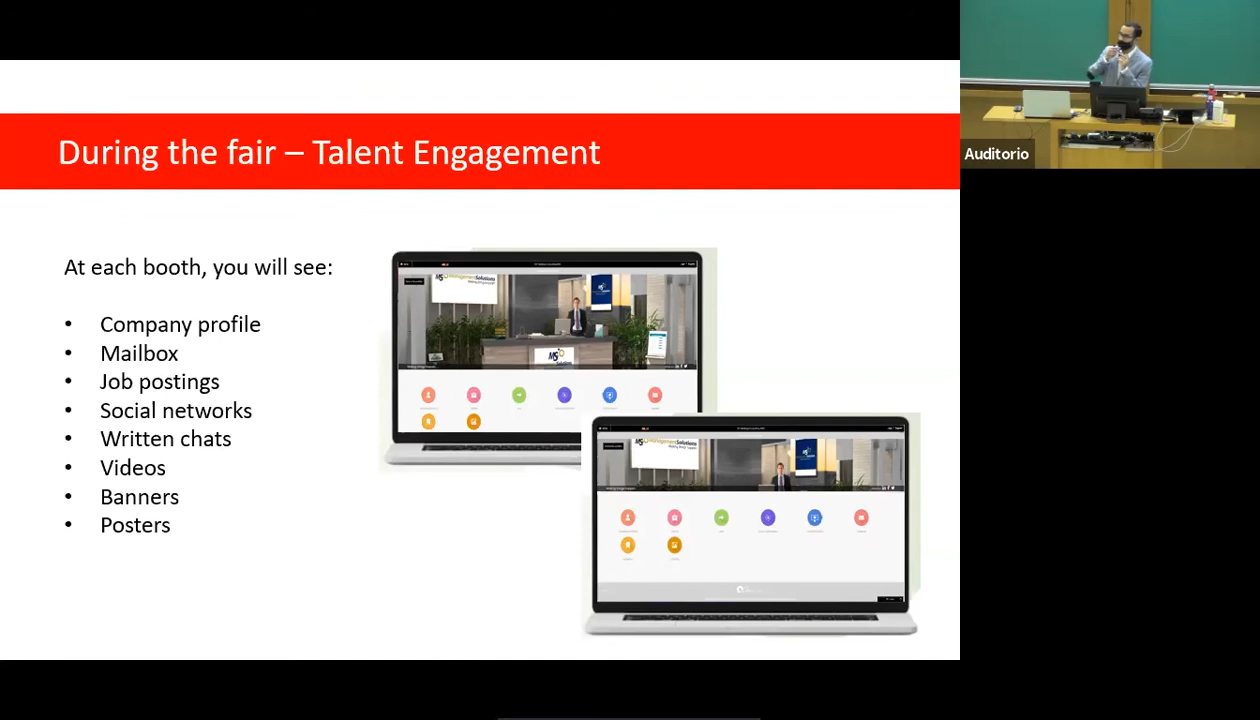 During the fair – Talent Engagement
At each booth, you will see:
• Company profile
• Mailbox
• Job postings
• Social networks
• Written chats
• Videos
• Banners
• Posters
Auditorio